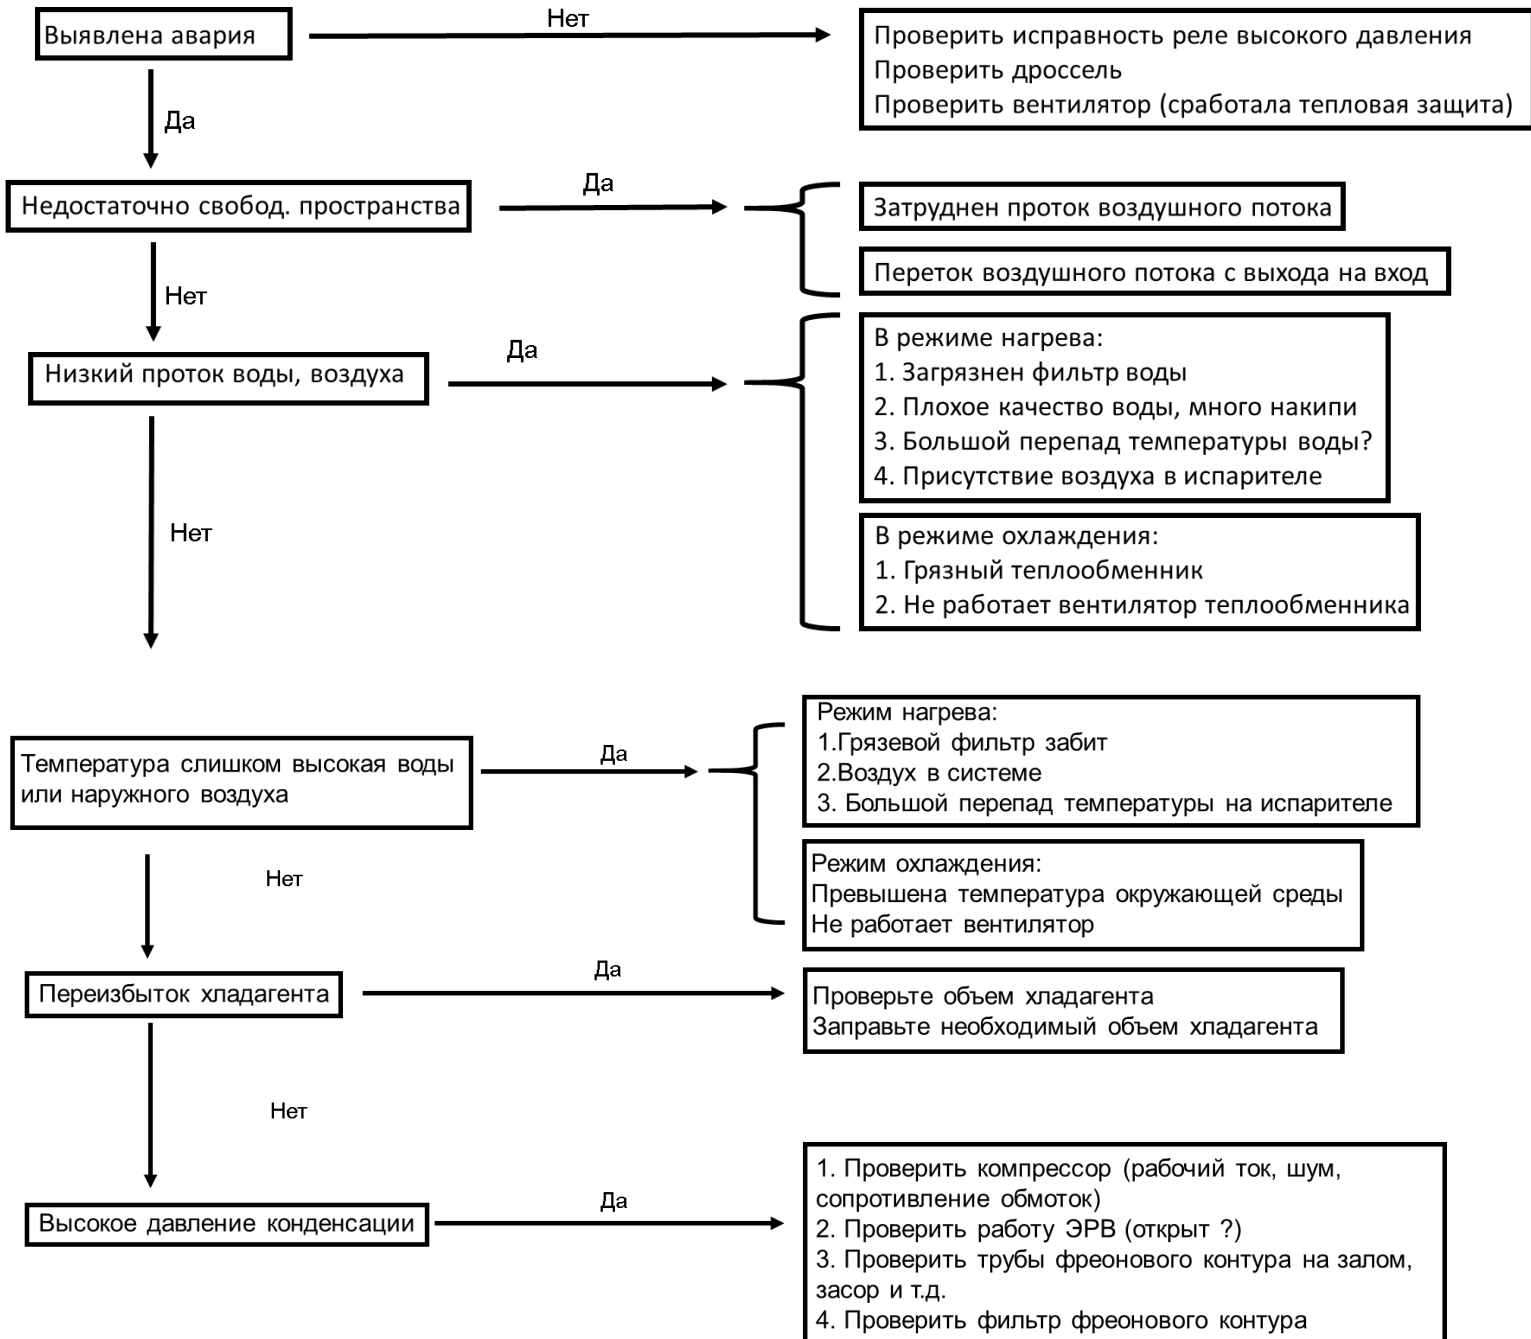 Выявлена авария
Нет
Проверить исправность реле высокого давления
Проверить дроссель
Проверить вентилятор (сработала тепловая защита)
Да
Недостаточно свобод. пространства
Да
Затруднен проток воздушного потока
Переток воздушного потока с выхода на вход
Нет
Низкий проток воды, воздуха
Да
В режиме нагрева:
1. Загрязнен фильтр воды
2. Плохое качество воды, много накипи
3. Большой перепад температуры воды?
4. Присутствие воздуха в испарителе
В режиме охлаждения:
1. Грязный теплообменник
2. Не работает вентилятор теплообменника
Нет
Температура слишком высокая воды
или наружного воздуха
Да
Режим нагрева:
1.Грязевой фильтр забит
2.Воздух в системе
3. Большой перепад температуры на испарителе
Режим охлаждения:
Превышена температура окружающей среды
Не работает вентилятор
Нет
Переизбыток хладагента
Да
Проверьте объем хладагента
Заправьте необходимый объем хладагента
Нет
Высокое давление конденсации
Да
1. Проверить компрессор (рабочий ток, шум,
сопротивление обмоток)
2. Проверить работу ЭРВ (открыт ?)
3. Проверить трубы фреонового контура на залом,
засор и т.д.
4. Проверить фильтр фреонового контура